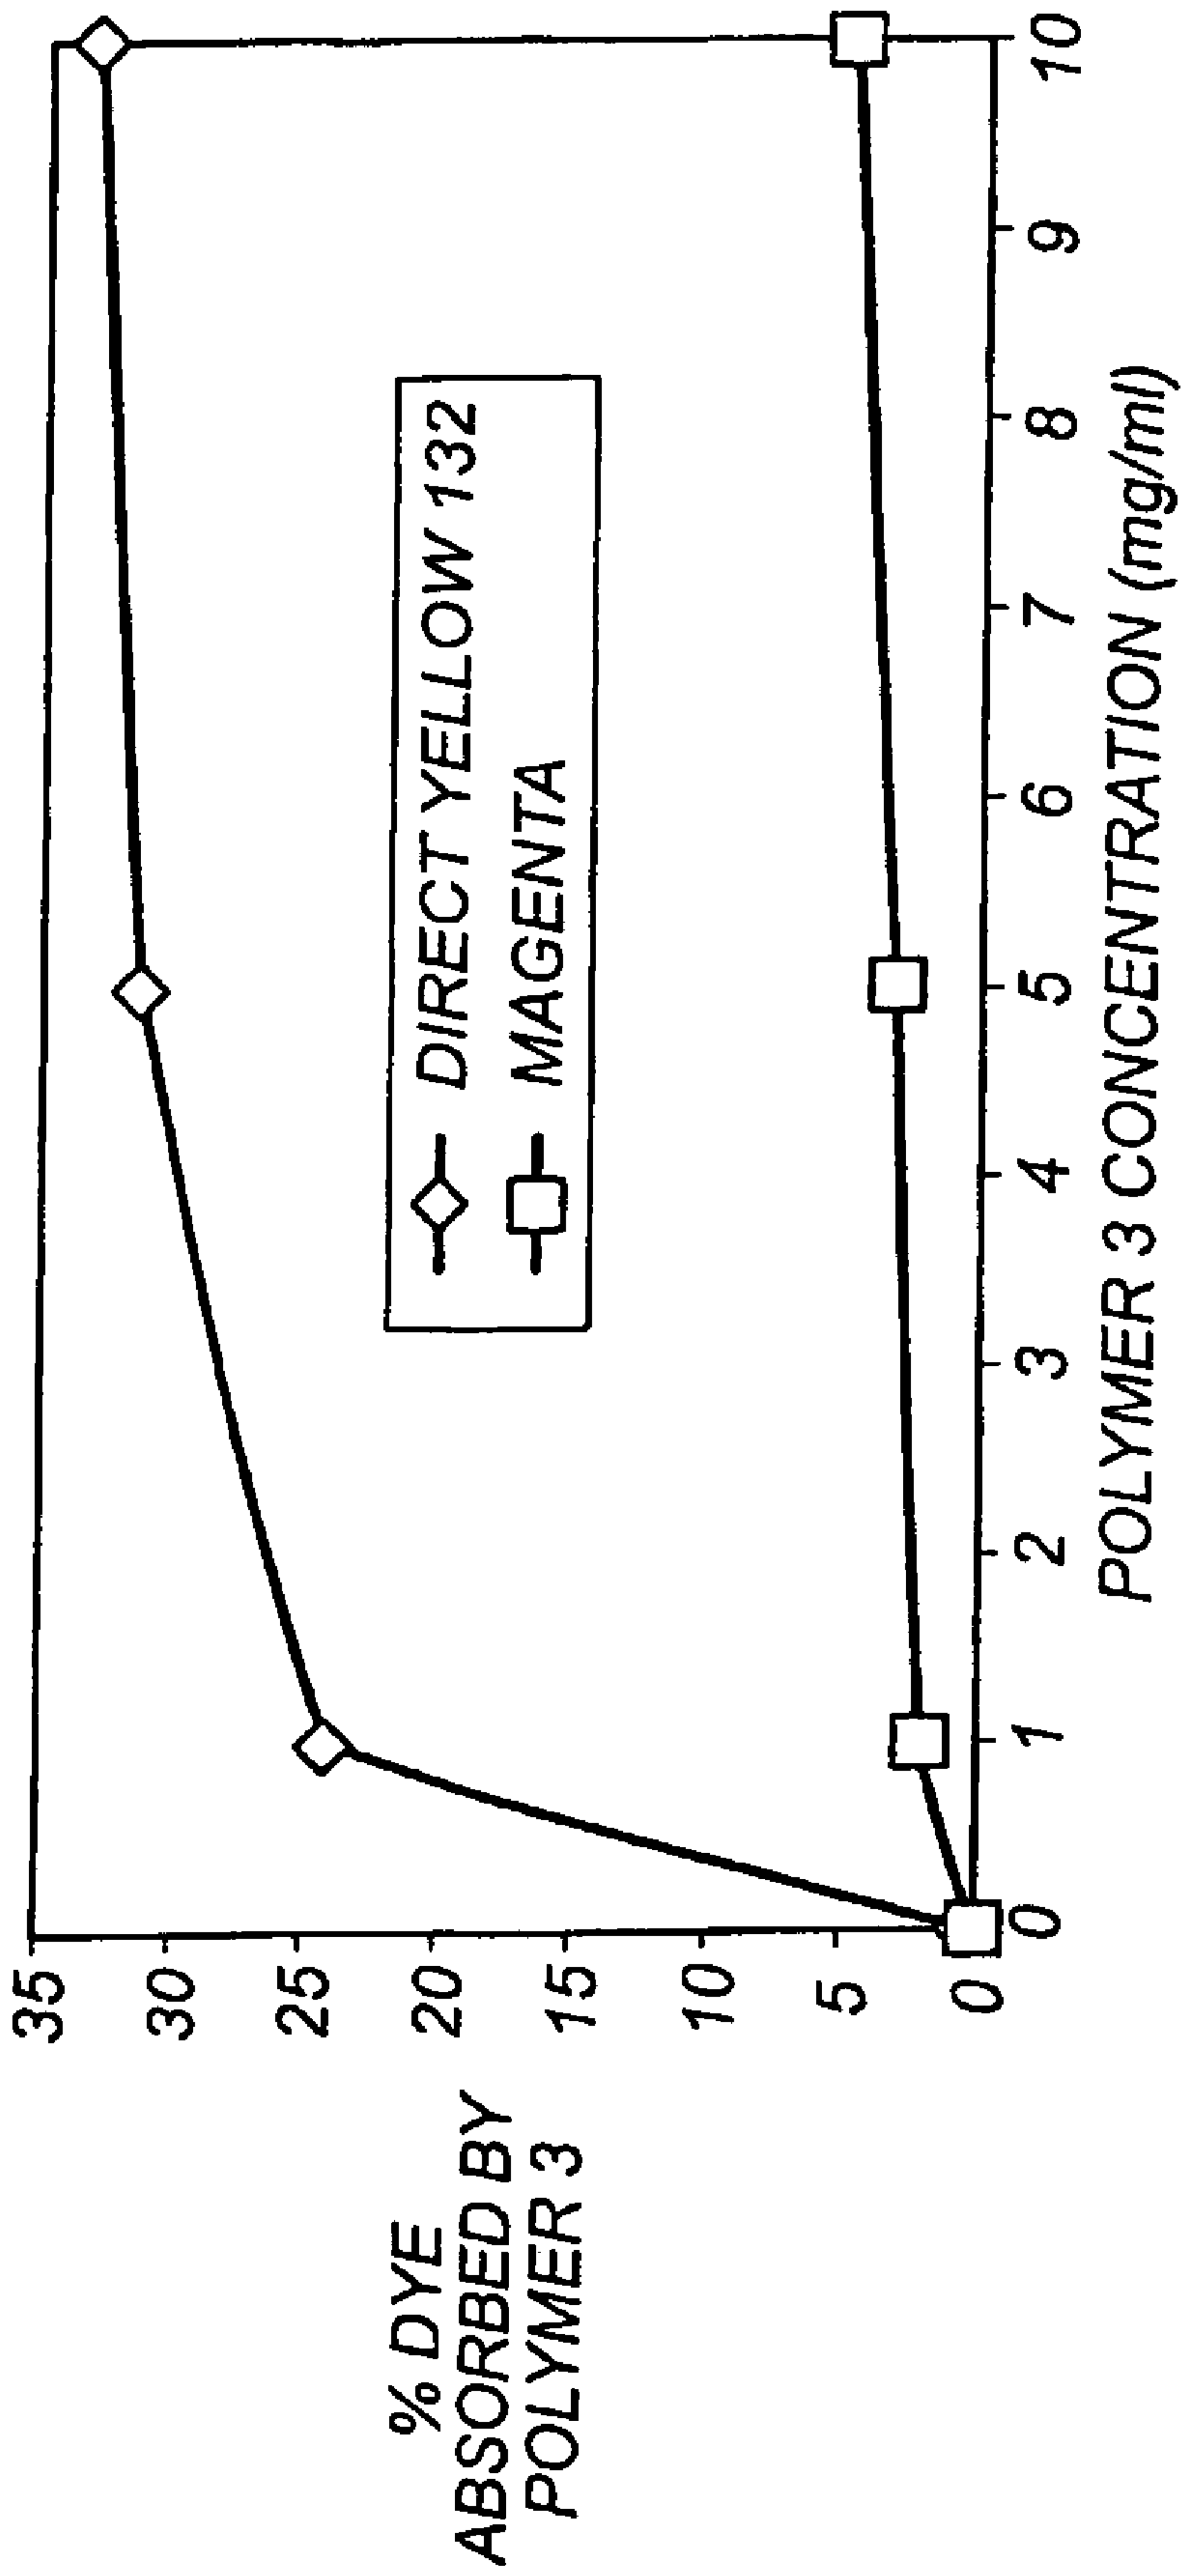 35
30
25
20
15
10
5
0
% DYE
ABSORBED BY
POLYMER 3
DIRECT YELLOW 132
MAGENTA
0 1 2 3 4 5 6 7 8 9 10
POLYMER 3 CONCENTRATION (mg/ml)